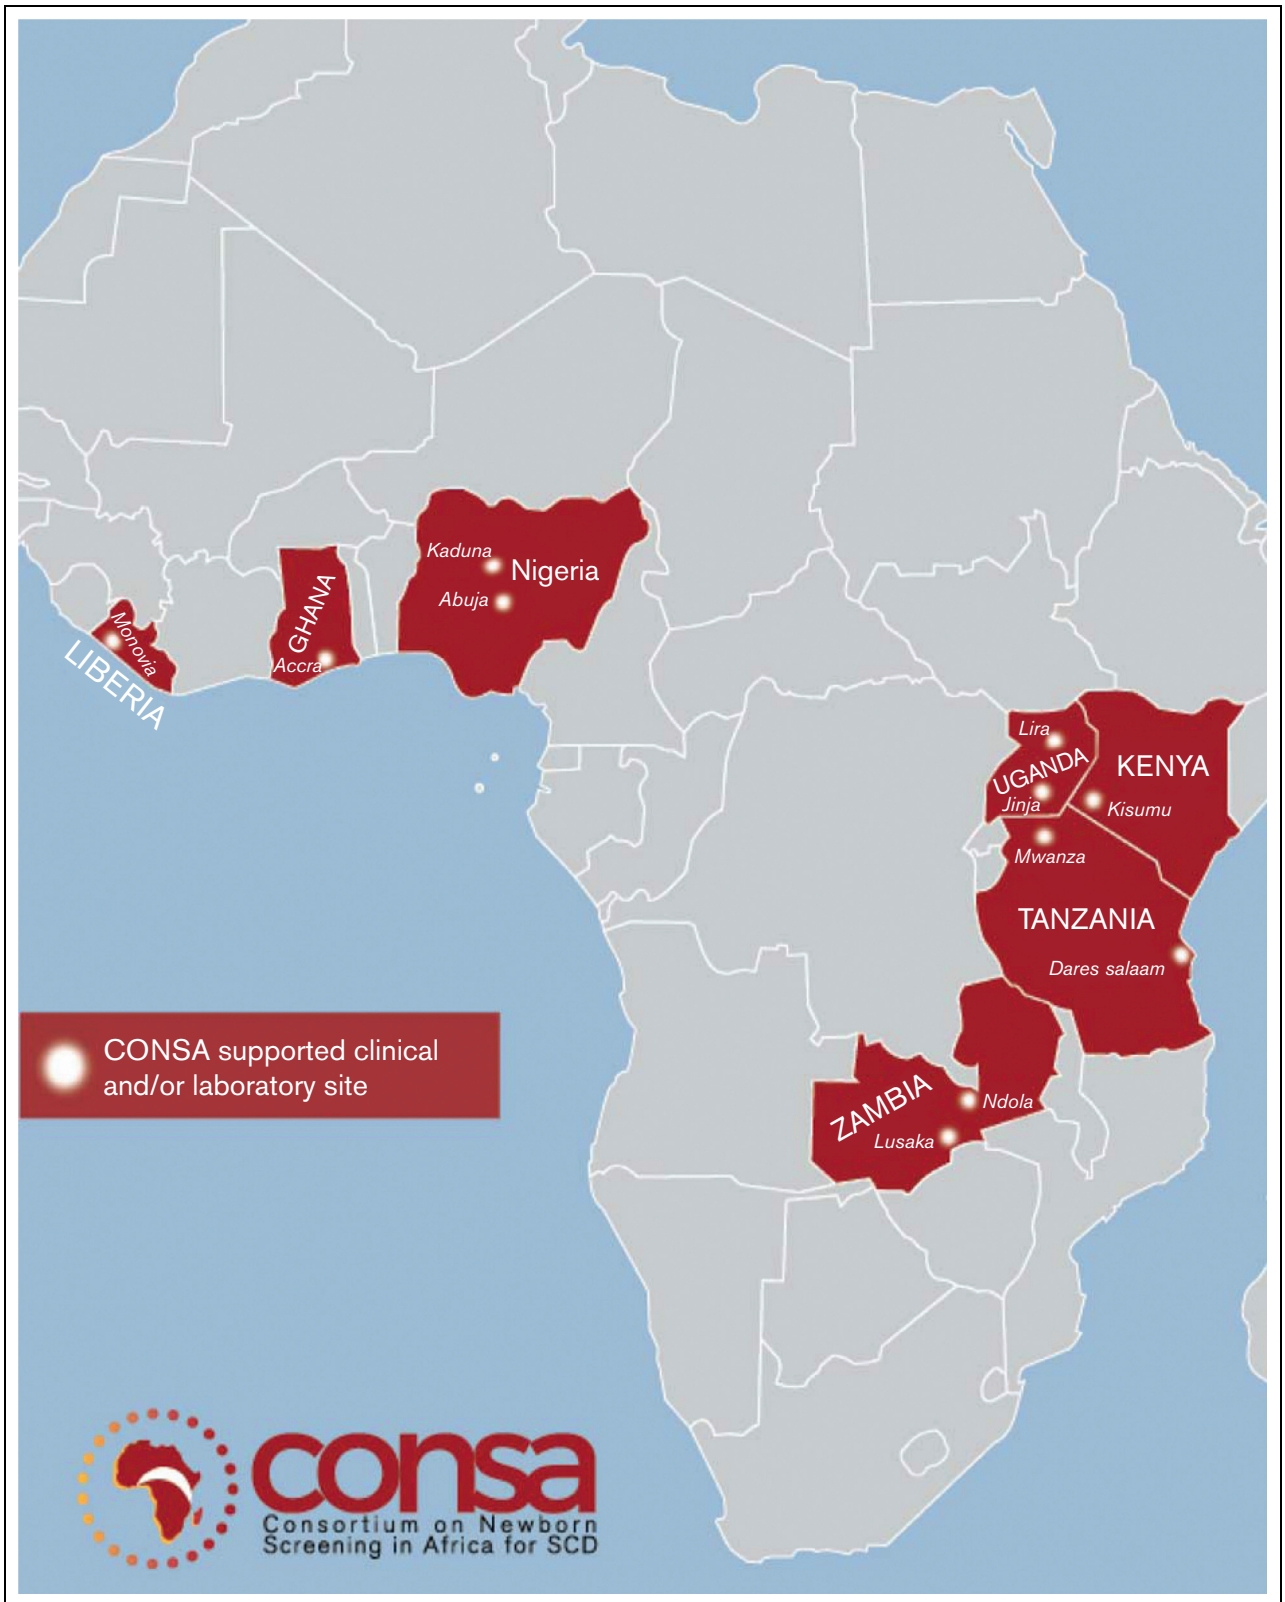 Kaduna
Nigeria
Abuja
GHANA
Accra
Monovia
LIBERIA
Lira
UGANDA
Jinja
KENYA
Kisumu
Mwanza
TANZANIA
Dares salaam
CONSA supported clinical
and/or laboratory site
ZAMBIA
Ndola
Lusaka
consa
Consortium on Newborn
Screening in Africa for SCD